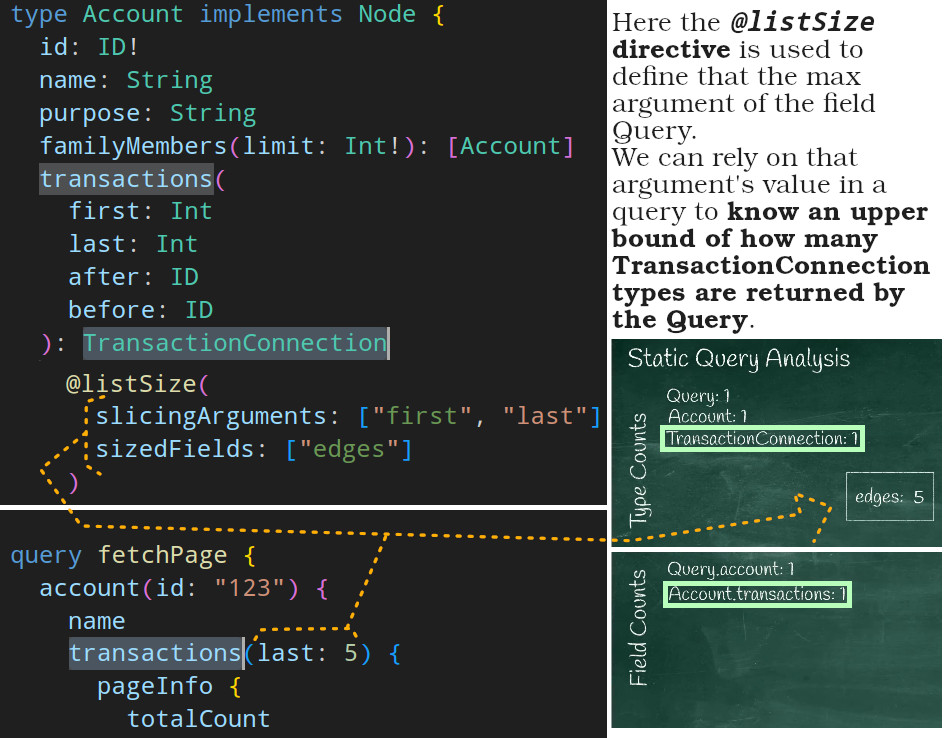 type Account implements Node {
id: ID!
name: String
purpose: String
familyMembers(limit: Int!): [Account]
transactions(
first: Int
last: Int
after: ID
before: ID
): TransactionConnection
@listSize(
slicingArguments: ["first", "last"]
sizedFields: ["edges"]
)
query fetchPage {
account(id: "123") {
name
transactions(last: 5) {
pageInfo {
totalCount
Here the @listSize
directive is used to
define that the max
argument of the field
Query.
We can rely on that
argument's value in a
query to know an upper
bound of how many
TransactionConnection
types are returned by
the Query.
Static Query Analysis
Type Counts
Query: 1
Account: 1
TransactionConnection: 1
edges: 5
Field Counts
Query.account: 1
Account.transactions: 1